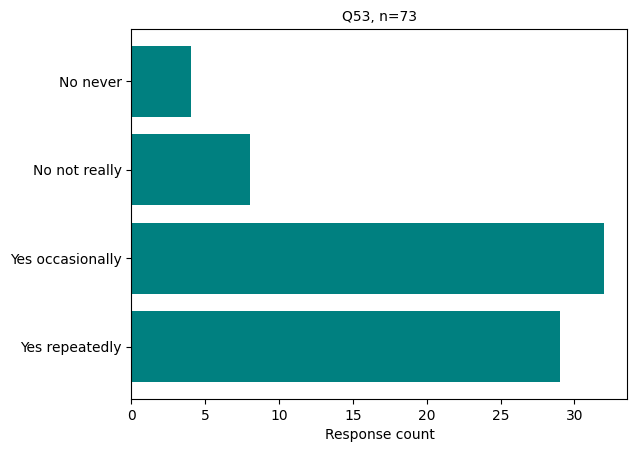 Q53, n=73
No never
No not really
Yes occasionally
Yes repeatedly
0 5 10 15 20 25 30
Response count